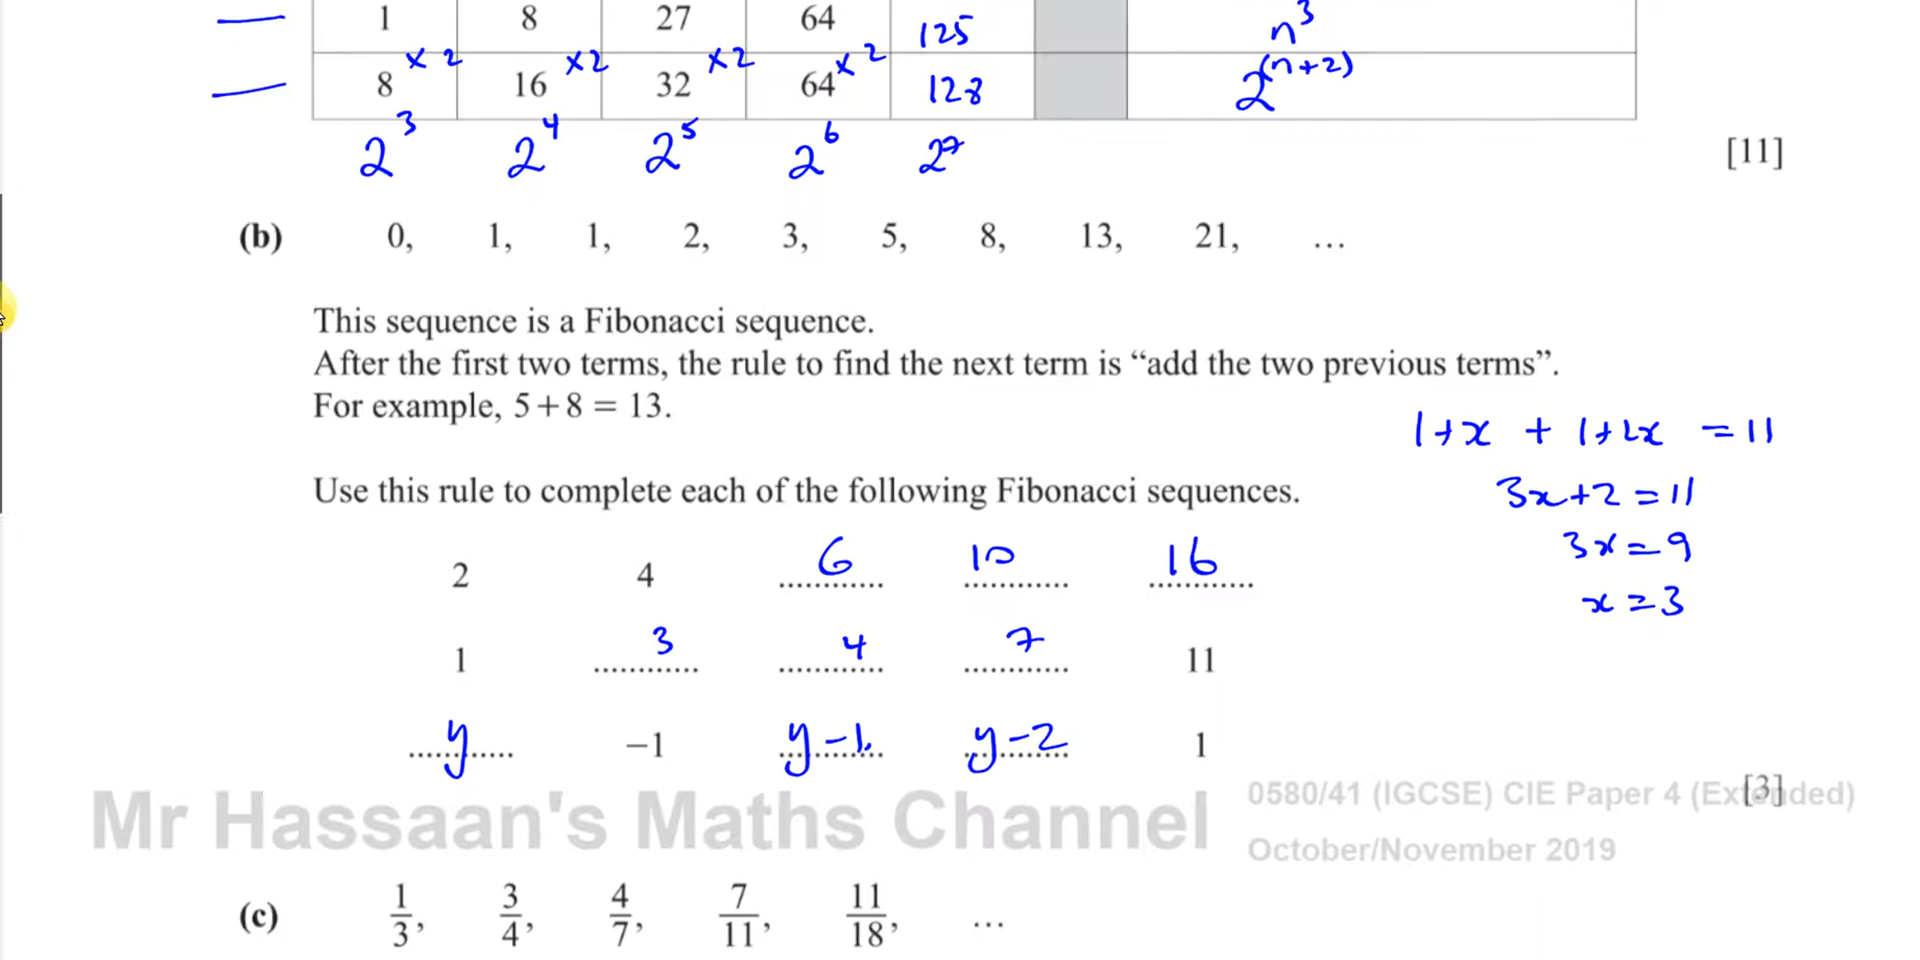 1 8 27 64 125 n³
×2 ×2 ×2 ×2
8 16 32 64 128 2^(n+2)
2³ 2⁴ 2⁵ 2⁶ 2⁷
[11]
(b) 0, 1, 1, 2, 3, 5, 8, 13, 21, ...
This sequence is a Fibonacci sequence.
After the first two terms, the rule to find the next term is “add the two previous terms”.
For example, 5+8 = 13.
1+x + 1+2x = 11
Use this rule to complete each of the following Fibonacci sequences.
3x+2 = 11
3x = 9
2 4 6 10 16
x = 3
1 3 4 7 11
y −1 y−1 y−2 1
[3]
Mr Hassaan's Maths Channel
0580/41 (IGCSE) CIE Paper 4 (Extended)
October/November 2019
(c) 1/3, 3/4, 4/7, 7/11, 11/18, ...